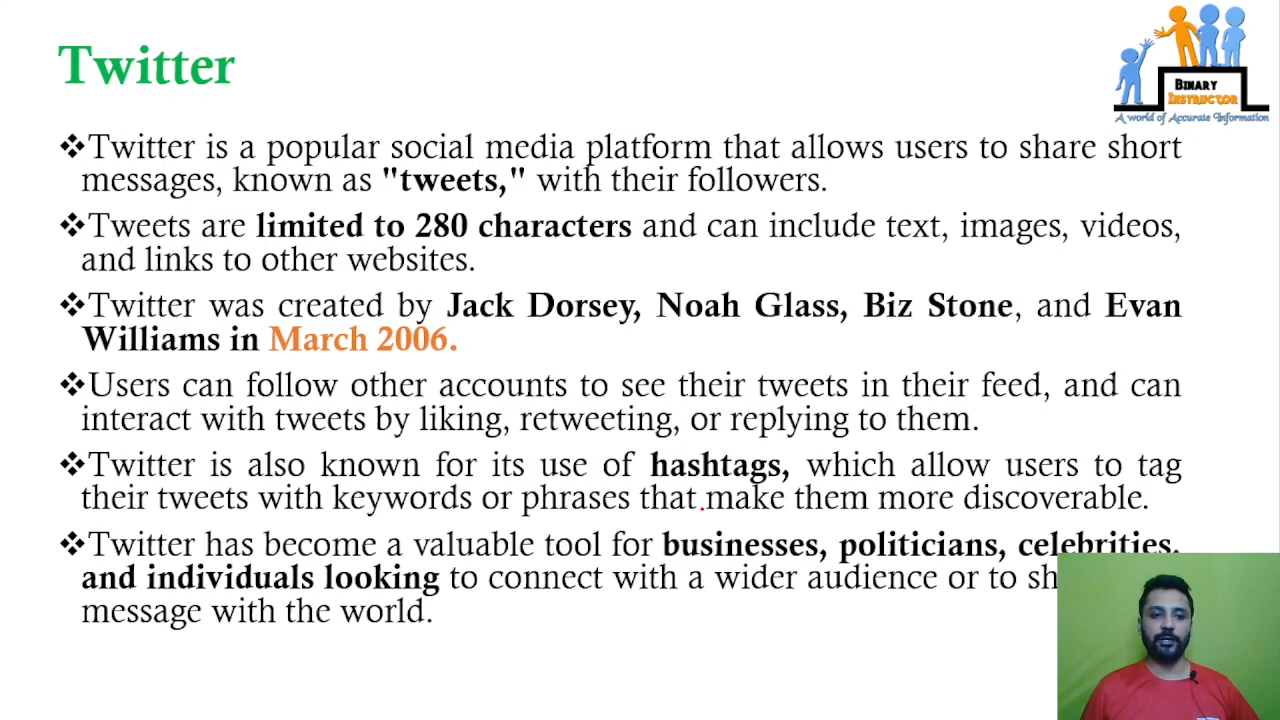 Twitter
BINARY
INSTRUCTOR
A world of Accurate Information
❖Twitter is a popular social media platform that allows users to share short
messages, known as "tweets," with their followers.
❖Tweets are limited to 280 characters and can include text, images, videos,
and links to other websites.
❖Twitter was created by Jack Dorsey, Noah Glass, Biz Stone, and Evan
Williams in March 2006.
❖Users can follow other accounts to see their tweets in their feed, and can
interact with tweets by liking, retweeting, or replying to them.
❖Twitter is also known for its use of hashtags, which allow users to tag
their tweets with keywords or phrases that make them more discoverable.
❖Twitter has become a valuable tool for businesses, politicians, celebrities,
and individuals looking to connect with a wider audience or to
message with the world.